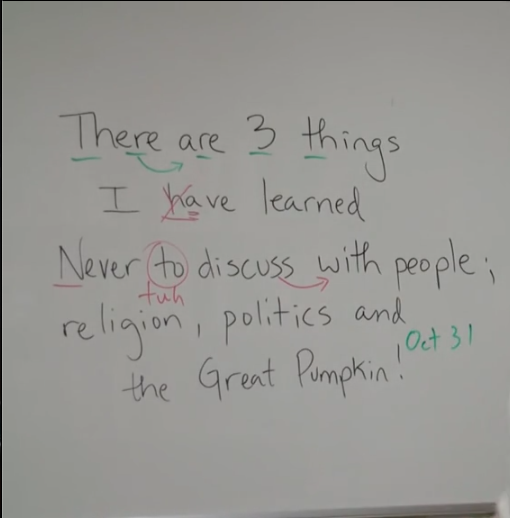 There are 3 things
I have learned
Never to discuss with people;
tuh
religion, politics and
Oct 31
the Great Pumpkin!